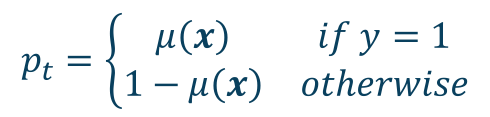 p_t = { μ(x) if y = 1
1 − μ(x) otherwise